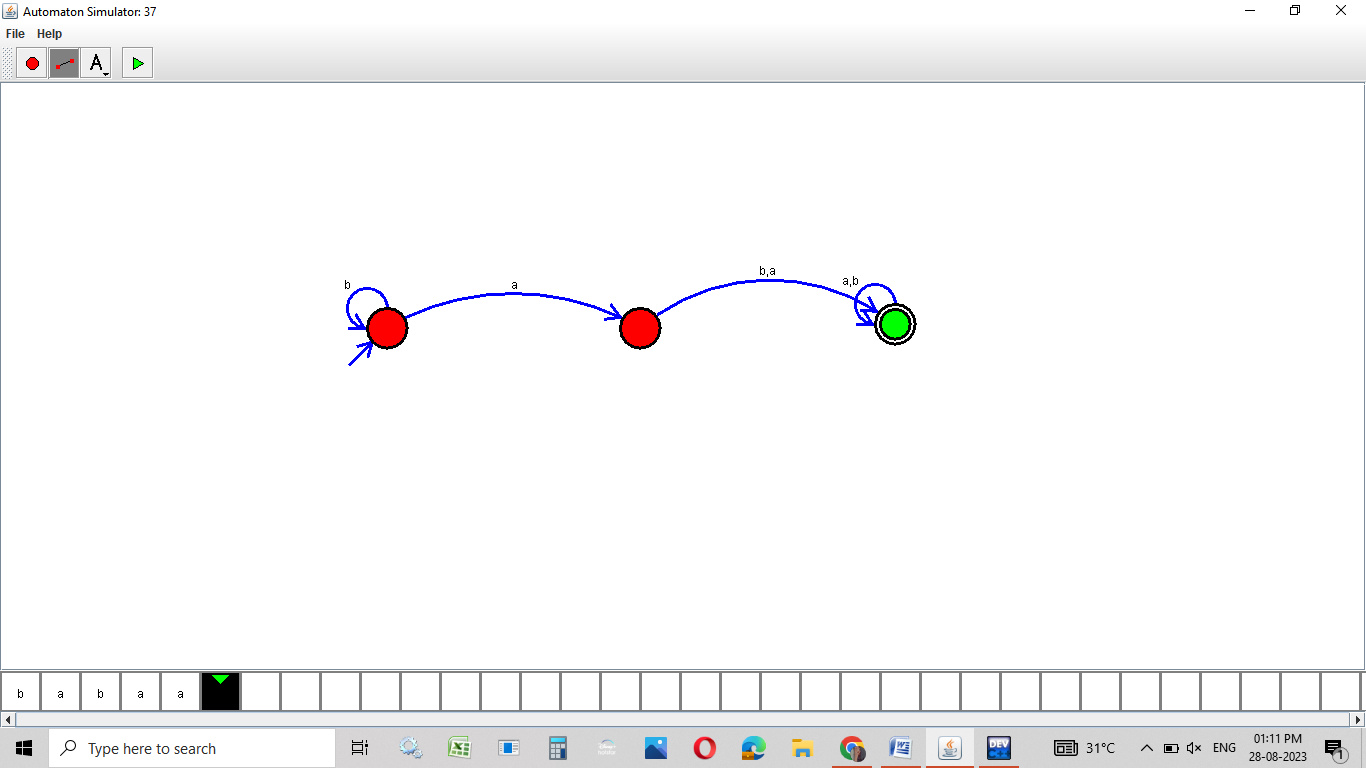 Automaton Simulator: 37
File Help
A
b a b,a a,b
b a b a a
Type here to search
DEV
31°C
ENG
01:11 PM
28-08-2023
1